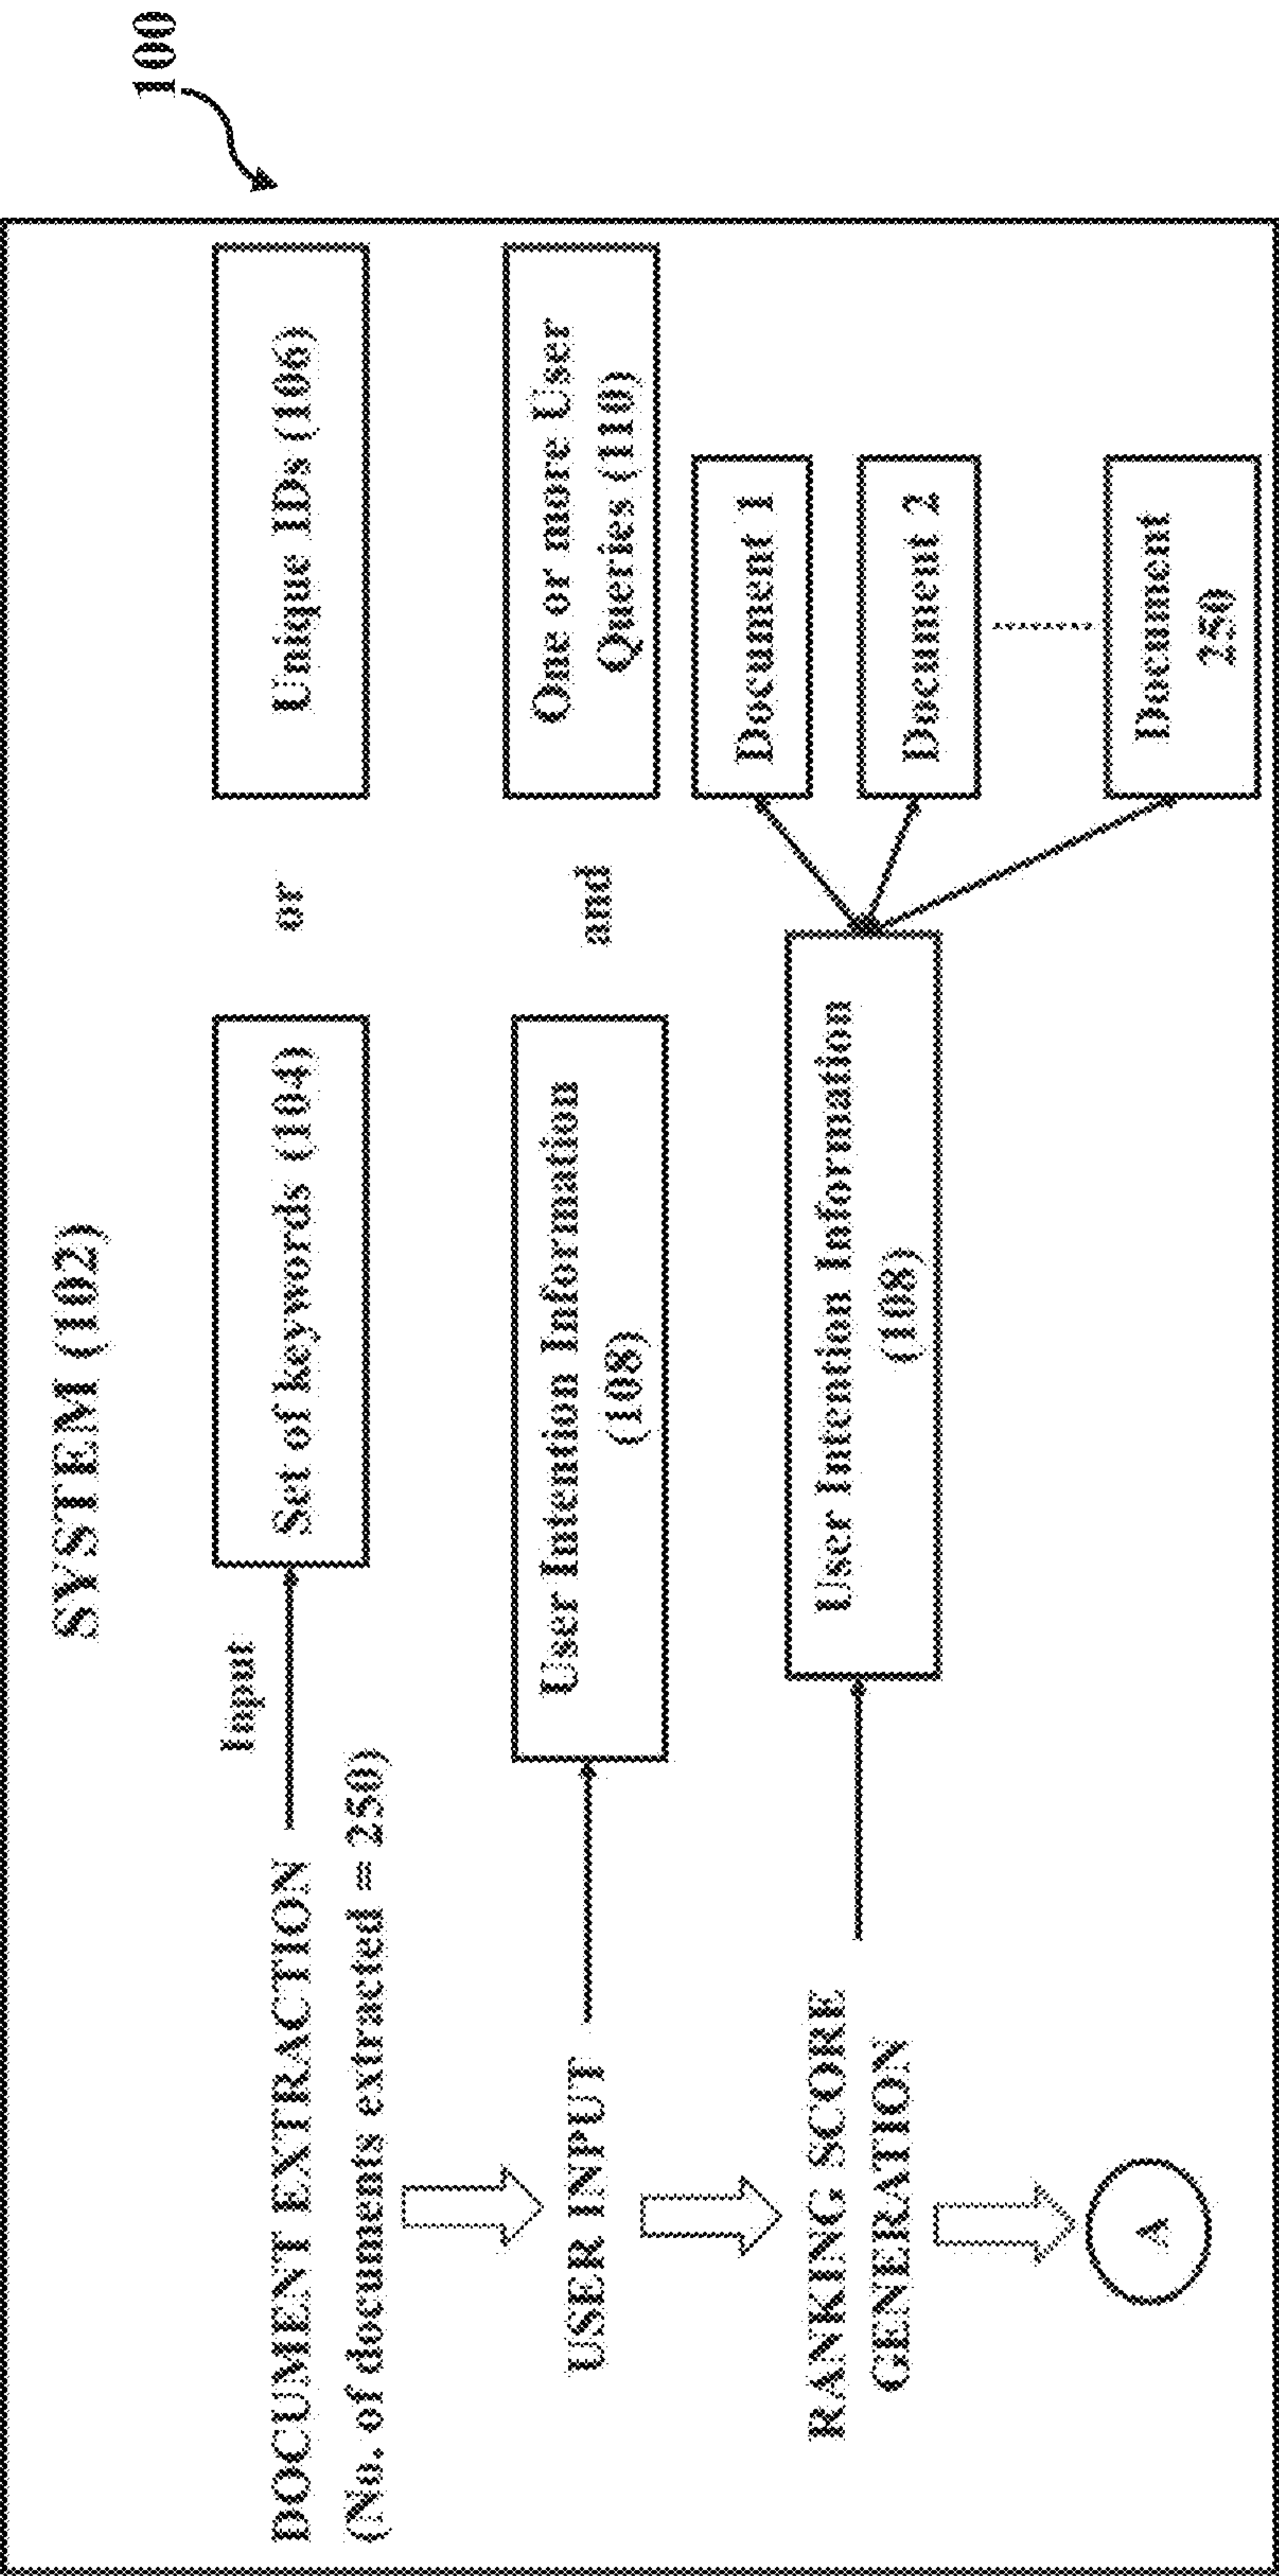 100
SYSTEM (102)
DOCUMENT EXTRACTION
(No. of documents extracted = 250)
Input
Set of keywords (104)
or
Unique IDs (106)
USER INPUT
User Intention Information
(108)
and
One or more User
Queries (110)
RANKING SCORE
GENERATION
User Intention Information
(108)
Document 1
Document 2
Document
250
A